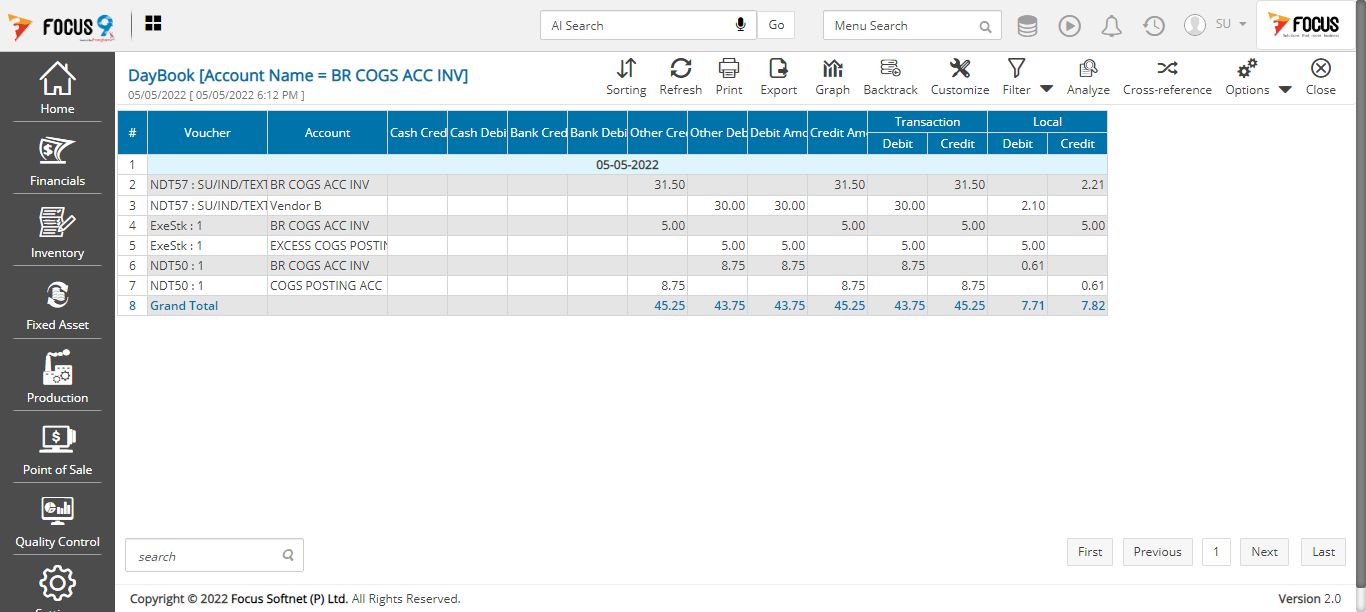 FOCUS 9
AI Search
Go
Menu Search
SU
FOCUS
Home
Financials
Inventory
Fixed Asset
Production
Point of Sale
Quality Control
DayBook [Account Name = BR COGS ACC INV]
05/05/2022 [ 05/05/2022 6:12 PM ]
Sorting Refresh Print Export Graph Backtrack Customize Filter Analyze Cross-reference Options Close
# Voucher Account Cash Cred Cash Debi Bank Cred Bank Debi Other Cre Other Deb Debit Amo Credit Am Transaction Local
Debit Credit Debit Credit
1 05-05-2022
2 NDT57 : SU/IND/TEXT BR COGS ACC INV 31.50 31.50 31.50 2.21
3 NDT57 : SU/IND/TEXT Vendor B 30.00 30.00 30.00 2.10
4 ExeStk : 1 BR COGS ACC INV 5.00 5.00 5.00 5.00
5 ExeStk : 1 EXCESS COGS POSTIN 5.00 5.00 5.00 5.00
6 NDT50 : 1 BR COGS ACC INV 8.75 8.75 8.75 0.61
7 NDT50 : 1 COGS POSTING ACC 8.75 8.75 8.75 0.61
8 Grand Total 45.25 43.75 43.75 45.25 43.75 45.25 7.71 7.82
search
First Previous 1 Next Last
Copyright © 2022 Focus Softnet (P) Ltd. All Rights Reserved.
Version 2.0